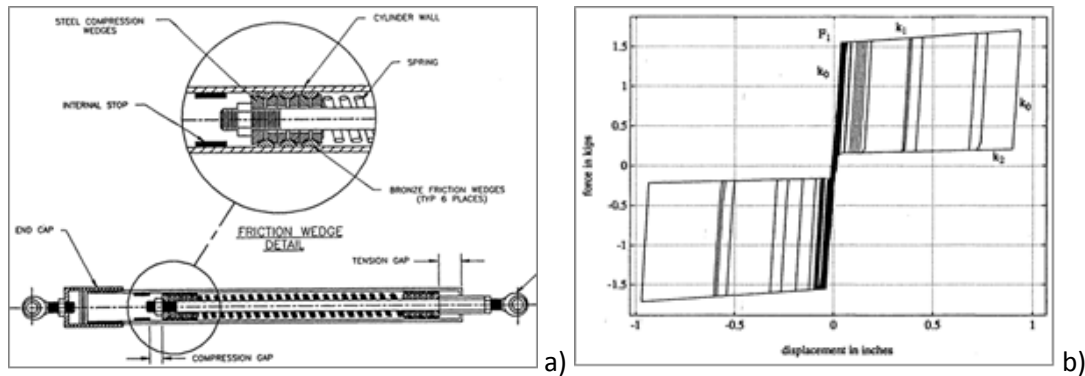 STEEL COMPRESSION
WEDGES
CYLINDER WALL
SPRING
INTERNAL STOP
BRONZE FRICTION WEDGES
(TYP 6 PLACES)
FRICTION WEDGE
DETAIL
END CAP
TENSION GAP
COMPRESSION GAP
a)
F₁
k₁
k₀
k₀
k₂
force in kips
1.5
1
0.5
0
-0.5
-1
-1.5
-1
-0.5
0
0.5
1
displacement in inches
b)